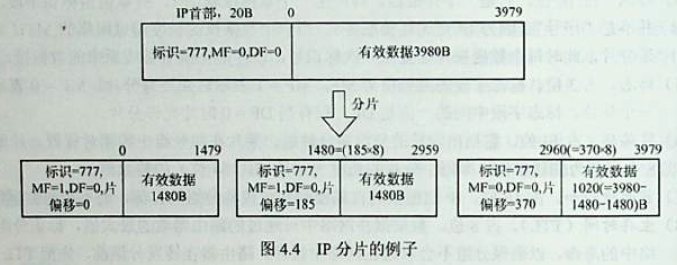 IP首部，20B 0 3979
标识=777,MF=0,DF=0 有效数据3980B
分片
0 1479 1480=(185×8) 2959 2960(=370×8) 3979
标识=777,
MF=1,DF=0,片
偏移=0
有效数据
1480B
标识=777,
MF=1,DF=0,片
偏移=185
有效数据
1480B
标识=777,
MF=0,DF=0,片
偏移=370
有效数据
1020(=3980-
1480-1480)B
图 4.4 IP 分片的例子